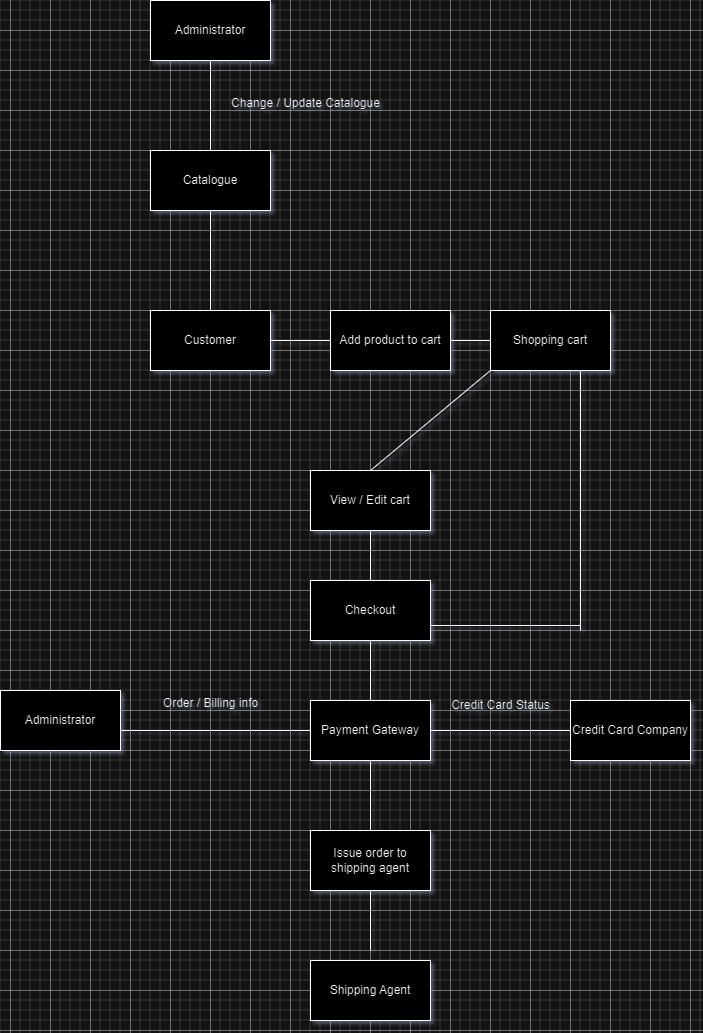 Administrator
Change / Update Catalogue
Catalogue
Customer
Add product to cart
Shopping cart
View / Edit cart
Checkout
Administrator
Order / Billing info
Payment Gateway
Credit Card Status
Credit Card Company
Issue order to
shipping agent
Shipping Agent